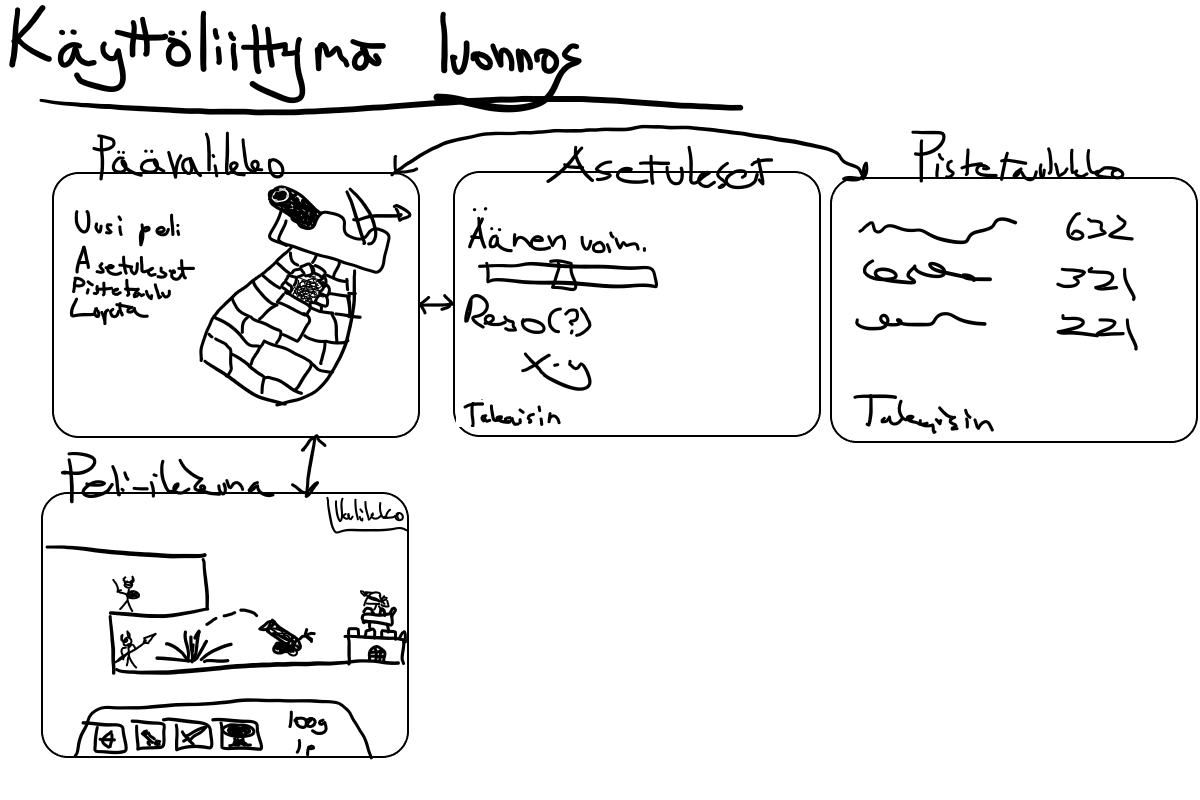 Käyttöliittymä luonnos
Päävalikko
Uusi peli
Asetukset
Pistetaulu
Lopeta
Asetukset
Äänen voim.
Reso(?)
x·y
Takaisin
Pistetaulukko
632
321
221
Takaisin
Peli-ikkuna
Valikko
100g
1p